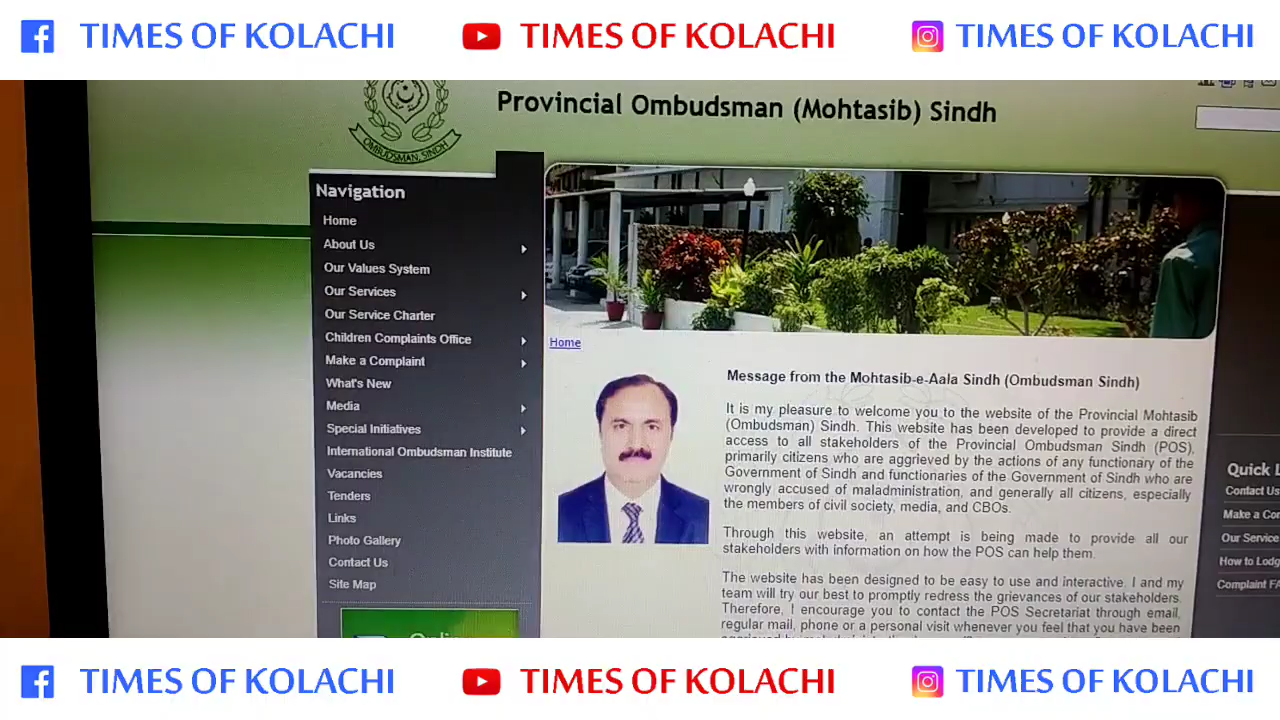 TIMES OF KOLACHI TIMES OF KOLACHI TIMES OF KOLACHI
OMBUDSMAN, SINDH
Provincial Ombudsman (Mohtasib) Sindh
Navigation
Home
About Us
Our Values System
Our Services
Our Service Charter
Children Complaints Office
Make a Complaint
What's New
Media
Special Initiatives
International Ombudsman Institute
Vacancies
Tenders
Links
Photo Gallery
Contact Us
Site Map
Home
Message from the Mohtasib-e-Aala Sindh (Ombudsman Sindh)
It is my pleasure to welcome you to the website of the Provincial Mohtasib
(Ombudsman) Sindh. This website has been developed to provide a direct
access to all stakeholders of the Provincial Ombudsman Sindh (POS),
primarily citizens who are aggrieved by the actions of any functionary of the
Government of Sindh and functionaries of the Government of Sindh who are
wrongly accused of maladministration, and generally all citizens, especially
the members of civil society, media, and CBOs.
Through this website, an attempt is being made to provide all our
stakeholders with information on how the POS can help them.
The website has been designed to be easy to use and interactive. I and my
team will try our best to promptly redress the grievances of our stakeholders.
Therefore, I encourage you to contact the POS Secretariat through email,
regular mail, phone or a personal visit whenever you feel that you have been
Quick L
Contact Us
Make a Com
Our Service
How to Lodg
Complaint FA
TIMES OF KOLACHI TIMES OF KOLACHI TIMES OF KOLACHI